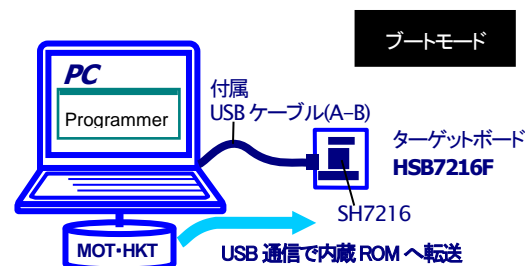 ブートモード
PC
Programmer
付属
USB ケーブル(A-B)
ターゲットボード
HSB7216F
SH7216
MOT・HKT
USB 通信で内蔵 ROM へ転送